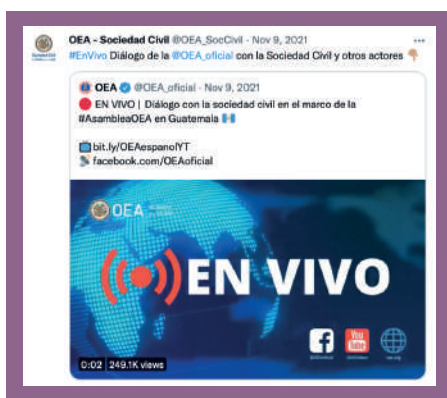 OEA - Sociedad Civil @OEA_SocCivil - Nov 9, 2021
#EnVivo Diálogo de la @OEA_oficial con la Sociedad Civil y otros actores
OEA @OEA_oficial - Nov 9, 2021
EN VIVO | Diálogo con la sociedad civil en el marco de la
#AsambleaOEA en Guatemala
bit.ly/OEAespanolYT
facebook.com/OEAoficial
OEA
EN VIVO
You
Tube
0:02 249.1K views